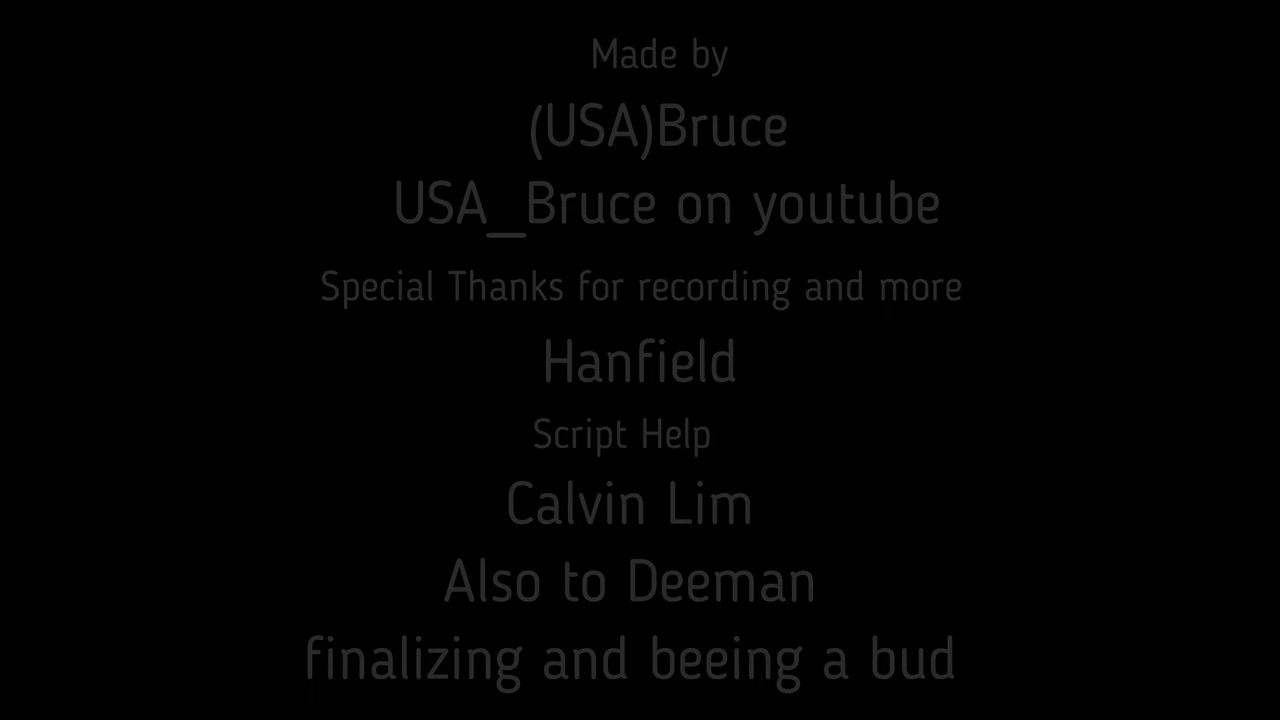 Made by
(USA)Bruce
USA_Bruce on youtube
Special Thanks for recording and more
Hanfield
Script Help
Calvin Lim
Also to Deeman
finalizing and beeing a bud